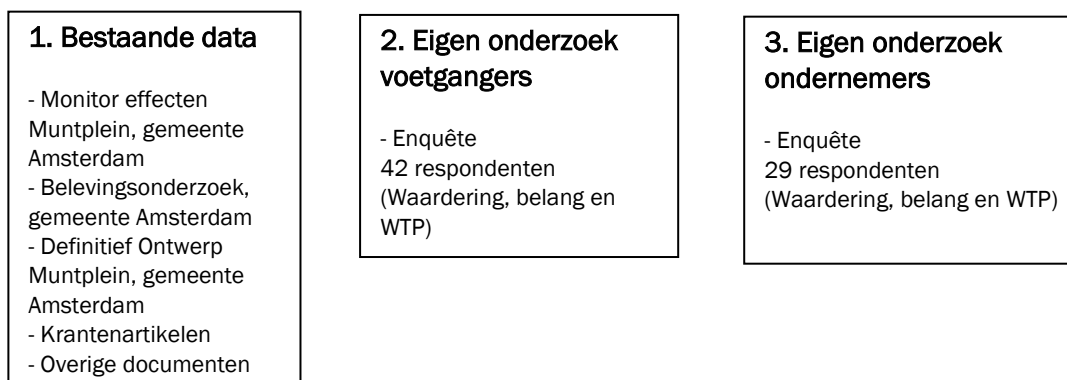 1. Bestaande data
- Monitor effecten
Muntplein, gemeente
Amsterdam
- Belevingsonderzoek,
gemeente Amsterdam
- Definitief Ontwerp
Muntplein, gemeente
Amsterdam
- Krantenartikelen
- Overige documenten
2. Eigen onderzoek
voetgangers
- Enquête
42 respondenten
(Waardering, belang en
WTP)
3. Eigen onderzoek
ondernemers
- Enquête
29 respondenten
(Waardering, belang en WTP)